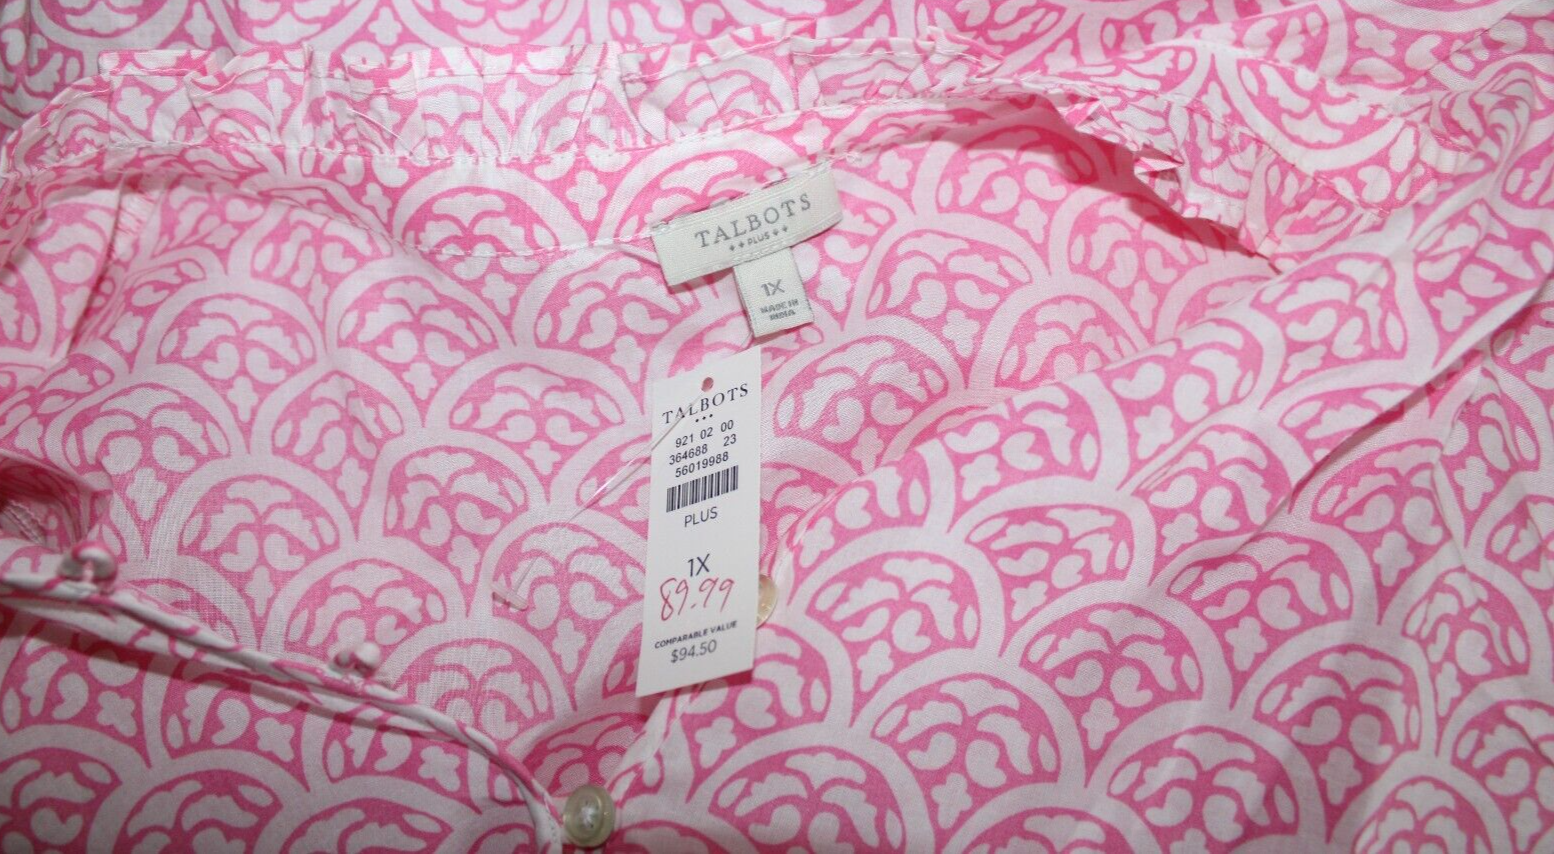 TALBOTS
PLUS
1X
MADE IN
INDIA
TALBOTS
921 02 00
364688 23
56019988
PLUS
1X
89.99
COMPARABLE VALUE
$94.50